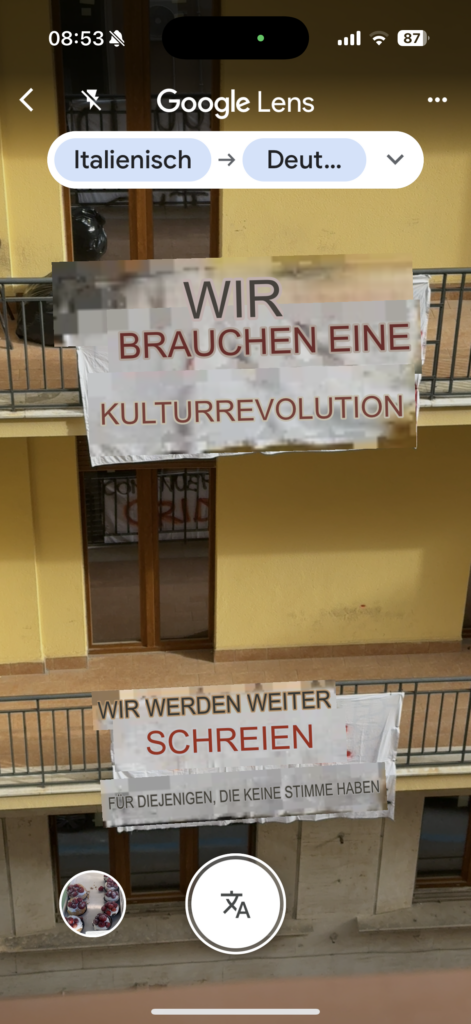 08:53
87
Google Lens
Italienisch → Deut...
WIR
BRAUCHEN EINE
KULTURREVOLUTION
WIR WERDEN WEITER
SCHREIEN
FÜR DIEJENIGEN, DIE KEINE STIMME HABEN